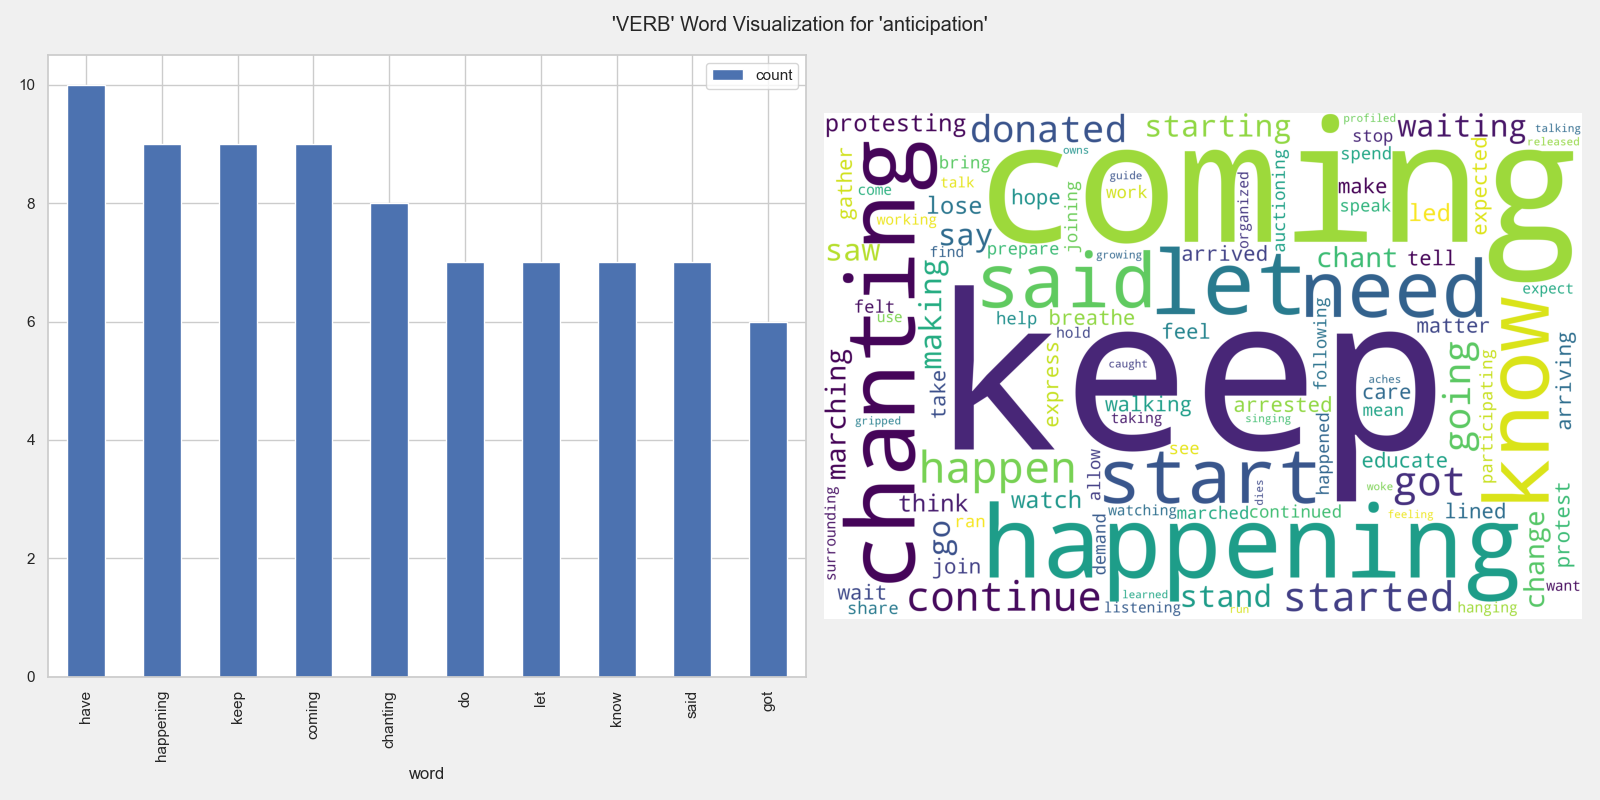 'VERB' Word Visualization for 'anticipation'
count
10
8
6
4
2
0
have
happening
keep
coming
chanting
do
let
know
said
got
word
protesting
donated
starting
profiled
stop
waiting
talking
released
gather
come
bring
talk
owns
coming
guide
work
hope
joining
organized
auctioning
spend
make
speak
led
expected
working
lose
say
saw
find
prepare
growing
arrived
chant
tell
chanting
making
said
let
need
expect
felt
use
help
breathe
hold
feel
following
matter
know
keep
marching
take
express
caught
walking
taking
arrested
singing
aches
care
mean
going
participating
arriving
gripped
happen
see
start
allow
dies
happened
educate
got
woke
think
watch
watching
marched
continued
feeling
lined
surrounding
go
ran
join
demand
happening
change
protest
wait
share
continue
learned
listening
stand
run
started
hanging
want